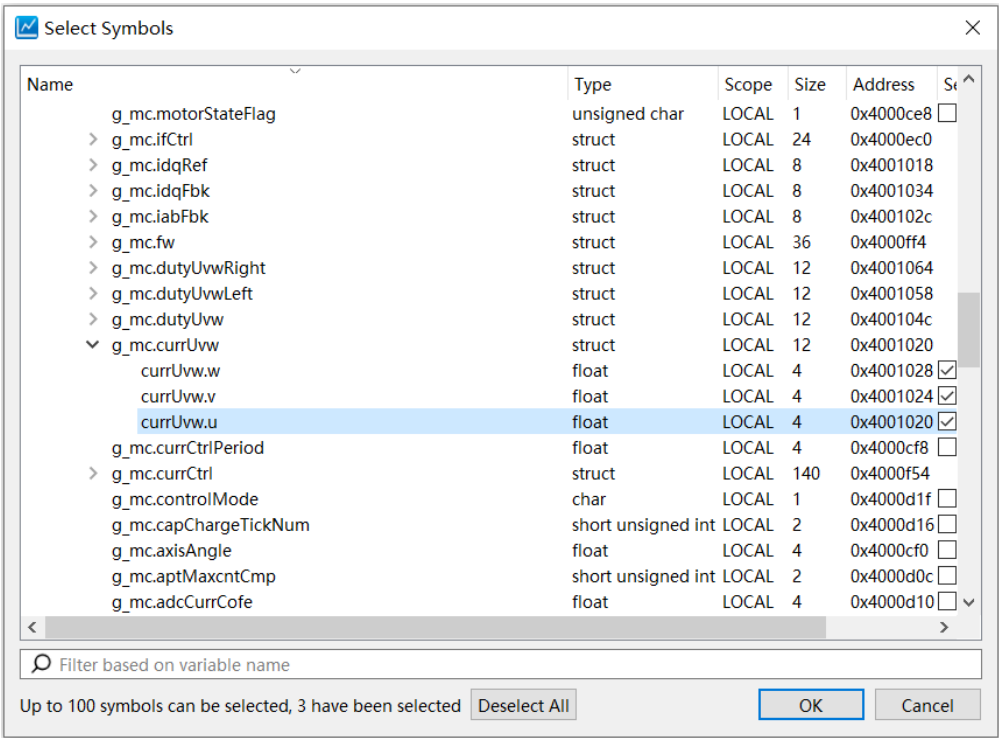 Select Symbols
Name Type Scope Size Address Se
g_mc.motorStateFlag unsigned char LOCAL 1 0x4000ce8
g_mc.ifCtrl struct LOCAL 24 0x4000ec0
g_mc.idqRef struct LOCAL 8 0x4001018
g_mc.idqFbk struct LOCAL 8 0x4001034
g_mc.iabFbk struct LOCAL 8 0x400102c
g_mc.fw struct LOCAL 36 0x4000ff4
g_mc.dutyUvwRight struct LOCAL 12 0x4001064
g_mc.dutyUvwLeft struct LOCAL 12 0x4001058
g_mc.dutyUvw struct LOCAL 12 0x400104c
g_mc.currUvw struct LOCAL 12 0x4001020
currUvw.w float LOCAL 4 0x4001028
currUvw.v float LOCAL 4 0x4001024
currUvw.u float LOCAL 4 0x4001020
g_mc.currCtrlPeriod float LOCAL 4 0x4000cf8
g_mc.currCtrl struct LOCAL 140 0x4000f54
g_mc.controlMode char LOCAL 1 0x4000d1f
g_mc.capChargeTickNum short unsigned int LOCAL 2 0x4000d16
g_mc.axisAngle float LOCAL 4 0x4000cf0
g_mc.aptMaxcntCmp short unsigned int LOCAL 2 0x4000d0c
g_mc.adcCurrCofe float LOCAL 4 0x4000d10
Filter based on variable name
Up to 100 symbols can be selected, 3 have been selected Deselect All OK Cancel